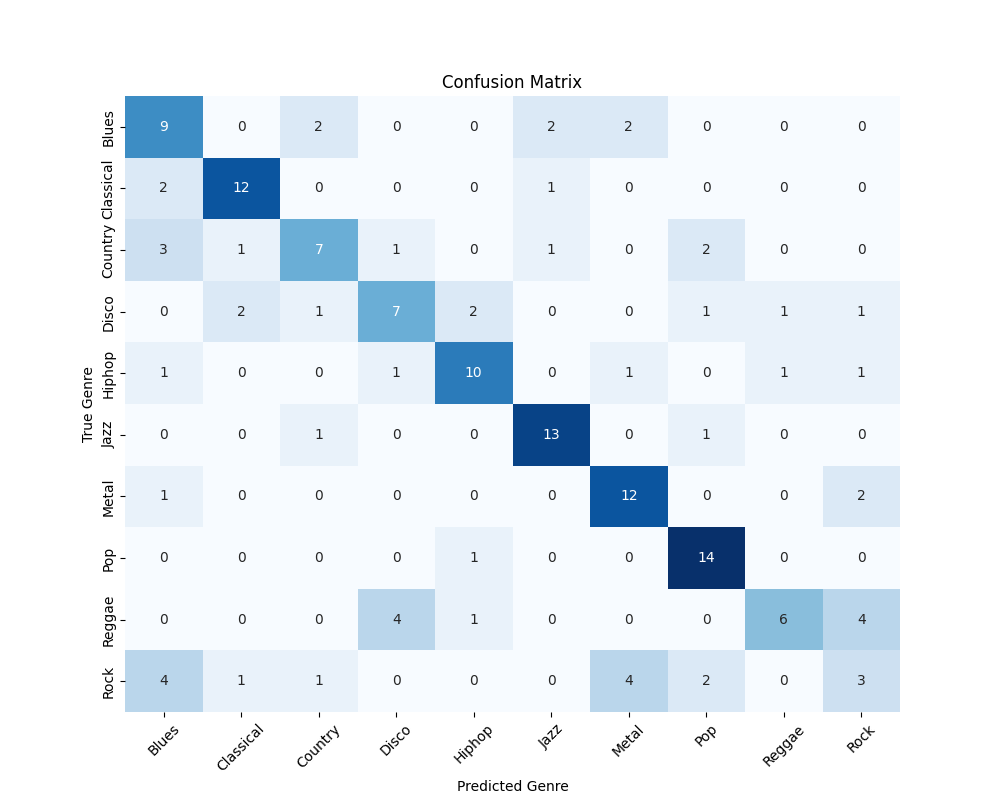 Confusion Matrix
True Genre
Blues 9 0 2 0 0 2 2 0 0 0
Classical 2 12 0 0 0 1 0 0 0 0
Country 3 1 7 1 0 1 0 2 0 0
Disco 0 2 1 7 2 0 0 1 1 1
Hiphop 1 0 0 1 10 0 1 0 1 1
Jazz 0 0 1 0 0 13 0 1 0 0
Metal 1 0 0 0 0 0 12 0 0 2
Pop 0 0 0 0 1 0 0 14 0 0
Reggae 0 0 0 4 1 0 0 0 6 4
Rock 4 1 1 0 0 0 4 2 0 3
Blues Classical Country Disco Hiphop Jazz Metal Pop Reggae Rock
Predicted Genre